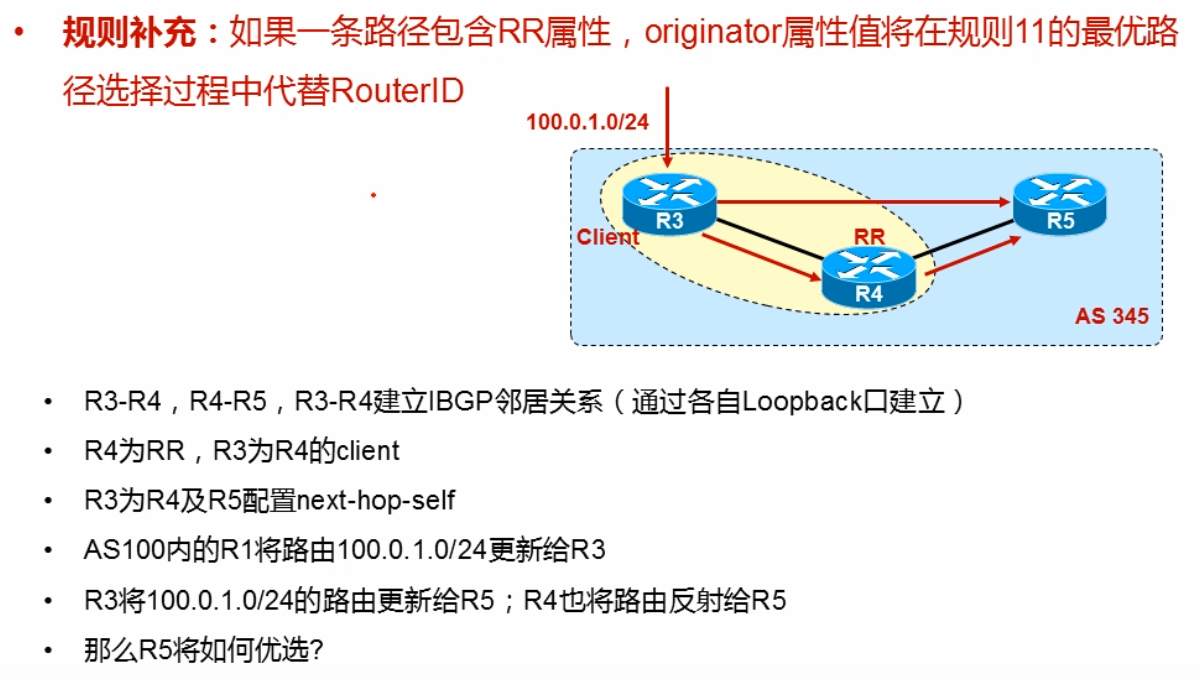 • 规则补充：如果一条路径包含RR属性，originator属性值将在规则11的最优路
径选择过程中代替RouterID
100.0.1.0/24
R3
R5
Client
RR
R4
AS 345
• R3-R4，R4-R5，R3-R4建立IBGP邻居关系（通过各自Loopback口建立）
• R4为RR，R3为R4的client
• R3为R4及R5配置next-hop-self
• AS100内的R1将路由100.0.1.0/24更新给R3
• R3将100.0.1.0/24的路由更新给R5；R4也将路由反射给R5
• 那么R5将如何优选?